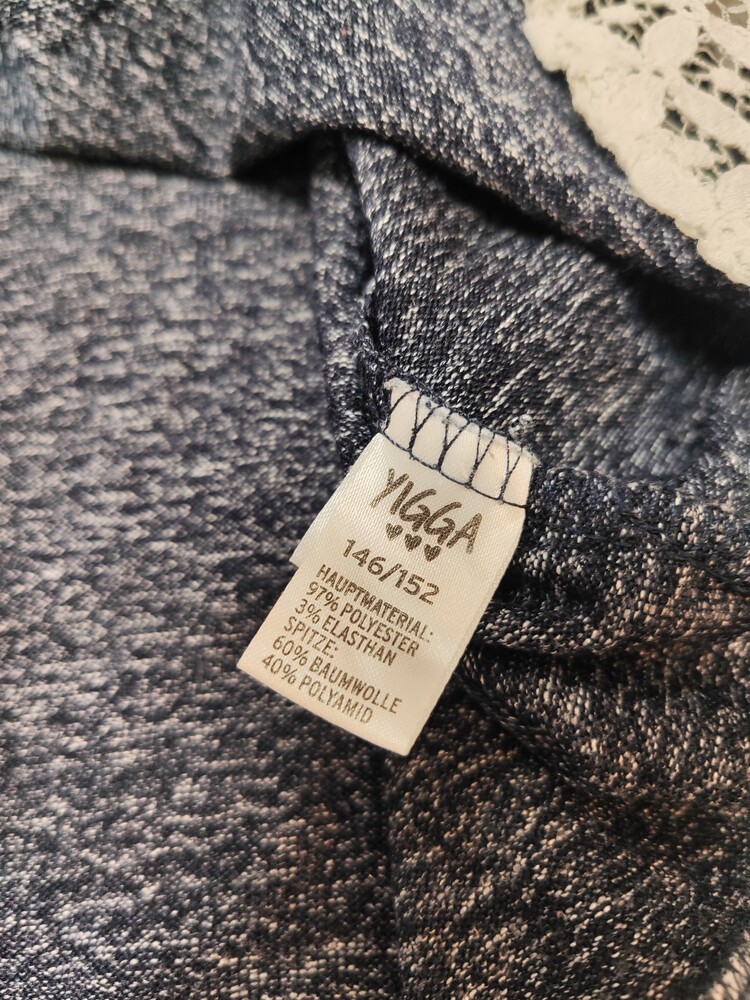 YIGGA
146/152
HAUPTMATERIAL:
97% POLYESTER
3% ELASTHAN
SPITZE:
60% BAUMWOLLE
40% POLYAMID